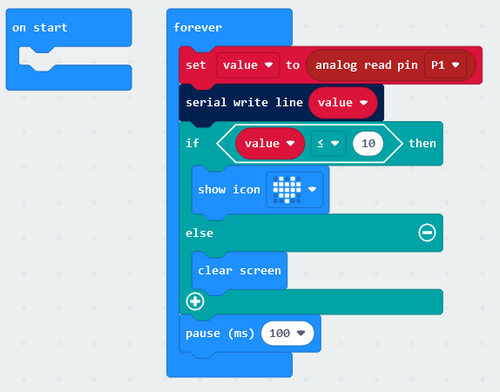 on start
forever
set value to analog read pin P1
serial write line value
if value ≤ 10 then
show icon
else
clear screen
pause (ms) 100